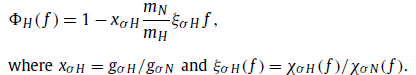 Φ_H(f) = 1 − x_{σH} \frac{m_N}{m_H} ξ_{σH} f,
where x_{σH} = g_{σH}/g_{σN} and ξ_{σH}(f) = χ_{σH}(f)/χ_{σN}(f).